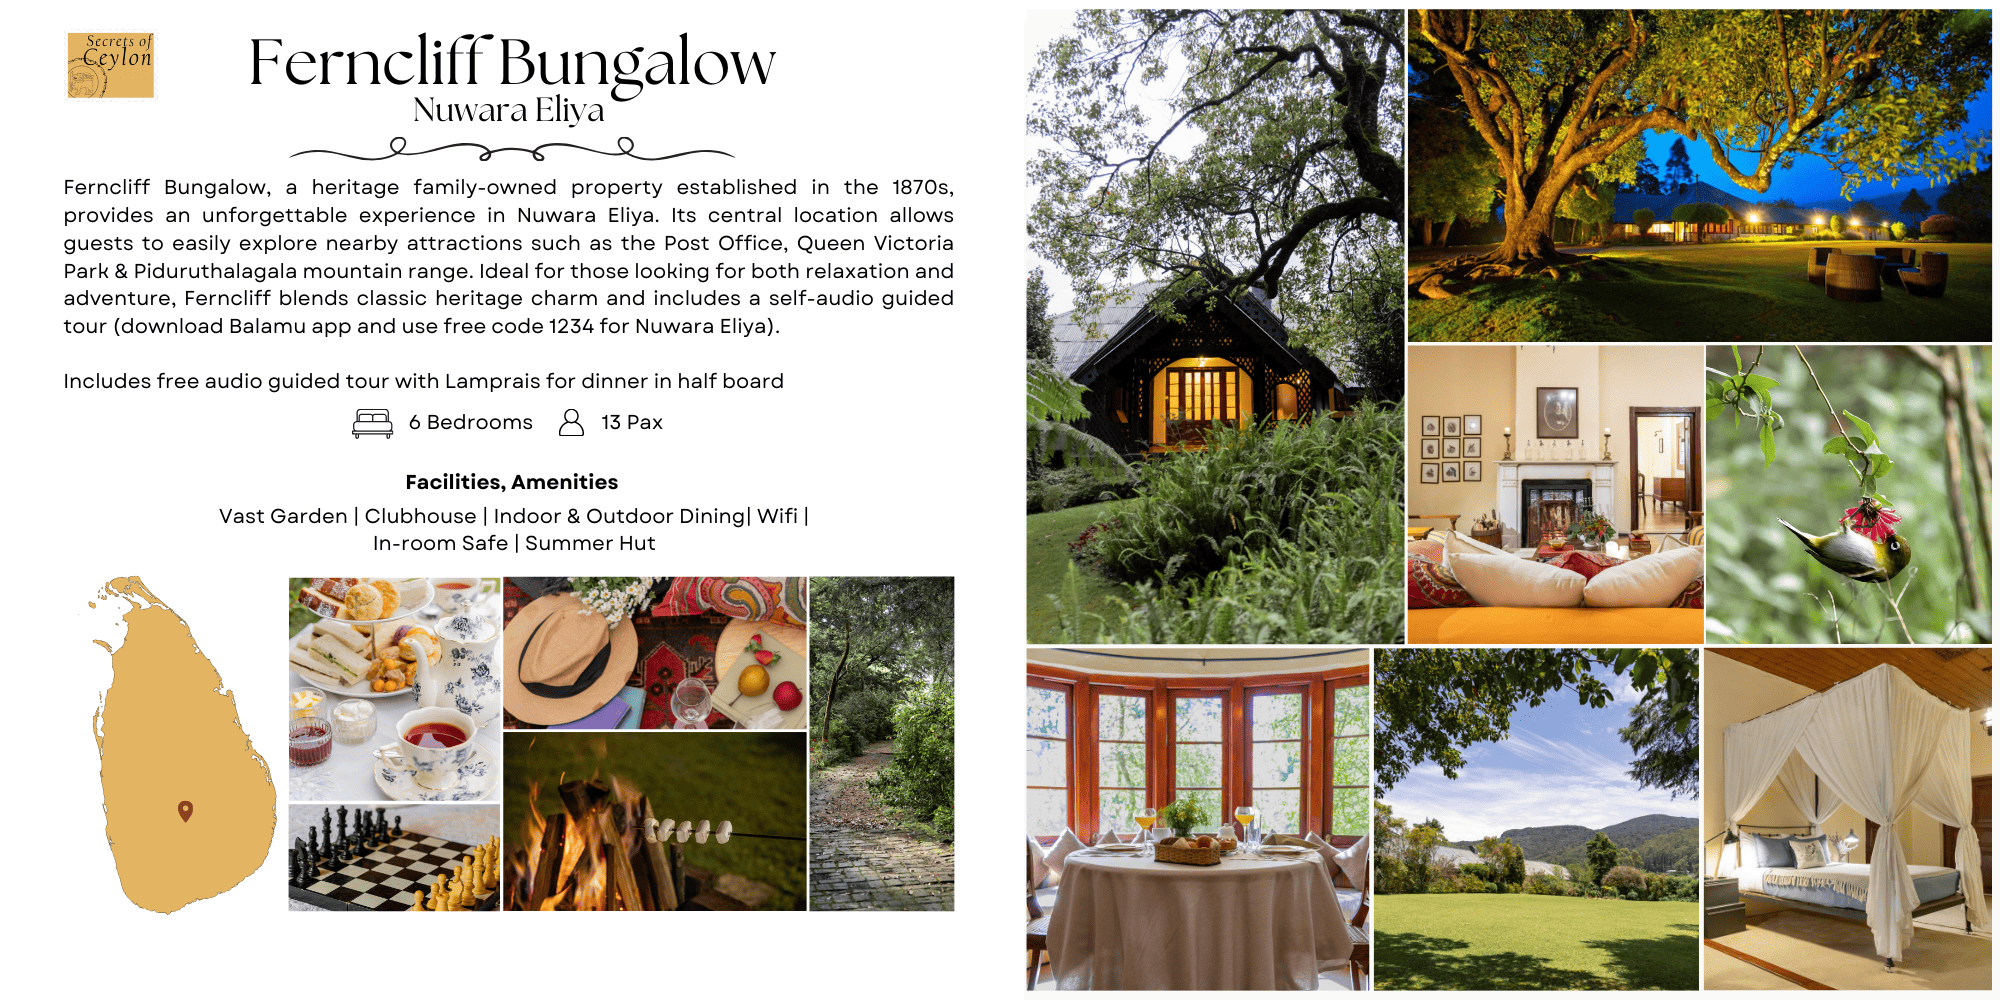 Secrets of
Ceylon
Ferncliff Bungalow
Nuwara Eliya
Ferncliff Bungalow, a heritage family-owned property established in the 1870s,
provides an unforgettable experience in Nuwara Eliya. Its central location allows
guests to easily explore nearby attractions such as the Post Office, Queen Victoria
Park & Piduruthalagala mountain range. Ideal for those looking for both relaxation and
adventure, Ferncliff blends classic heritage charm and includes a self-audio guided
tour (download Balamu app and use free code 1234 for Nuwara Eliya).
Includes free audio guided tour with Lamprais for dinner in half board
6 Bedrooms 13 Pax
Facilities, Amenities
Vast Garden | Clubhouse | Indoor & Outdoor Dining| Wifi |
In-room Safe | Summer Hut